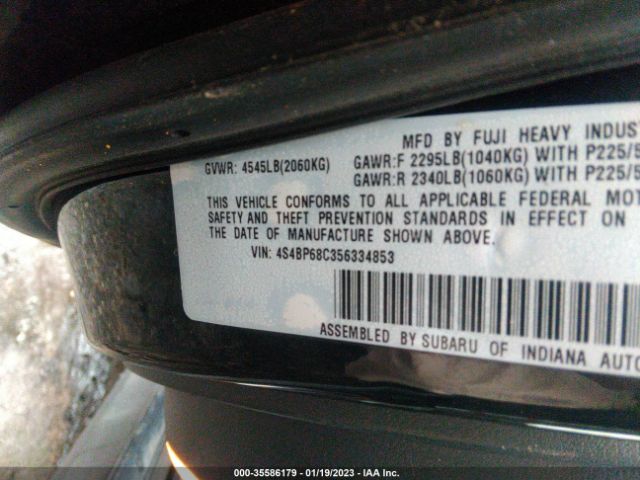 MFD BY FUJI HEAVY INDUST
GVWR: 4545LB(2060KG) GAWR:F 2295LB(1040KG) WITH P225/5
GAWR:R 2340LB(1060KG) WITH P225/5
THIS VEHICLE CONFORMS TO ALL APPLICABLE FEDERAL MOT
SAFETY AND THEFT PREVENTION STANDARDS IN EFFECT ON
THE DATE OF MANUFACTURE SHOWN ABOVE.
VIN: 4S4BP68C356334853
ASSEMBLED BY SUBARU OF INDIANA AUTO
000-35586179 - 01/19/2023 - IAA Inc.